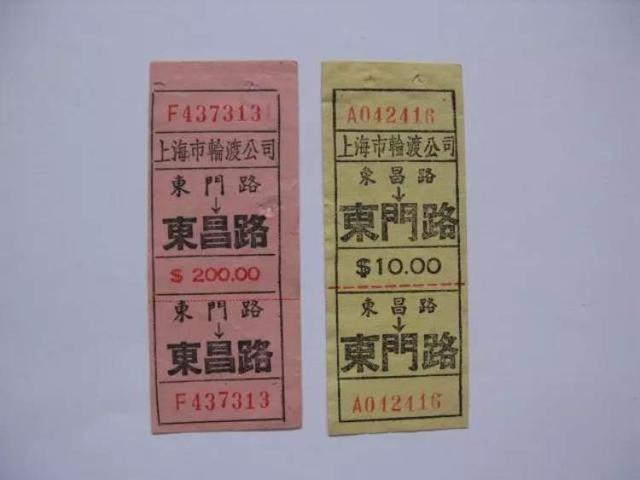 F437313
上海市輪渡公司
東門路
↓
東昌路
$ 200.00
東門路
↓
東昌路
F437313
A042416
上海市輪渡公司
東昌路
↓
東門路
$10.00
東昌路
↓
東門路
A042416